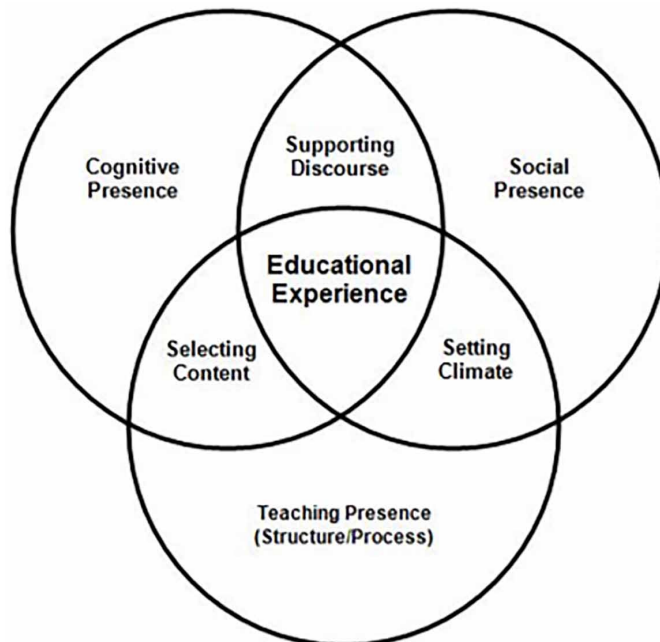 Cognitive
Presence
Supporting
Discourse
Social
Presence
Educational
Experience
Selecting
Content
Setting
Climate
Teaching Presence
(Structure/Process)